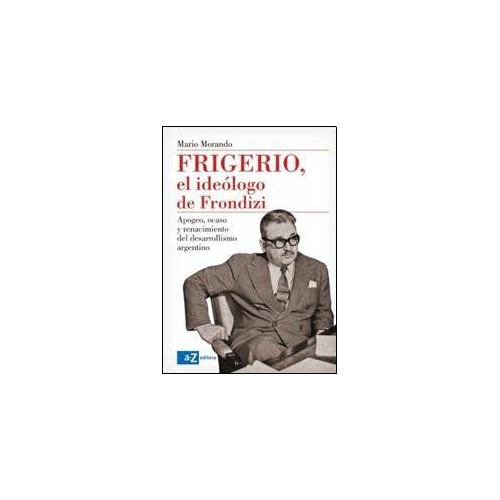 Mario Morando
FRIGERIO,
el ideólogo
de Frondizi
Apogeo, ocaso
y renacimiento
del desarrollismo
argentino
a-Z editora